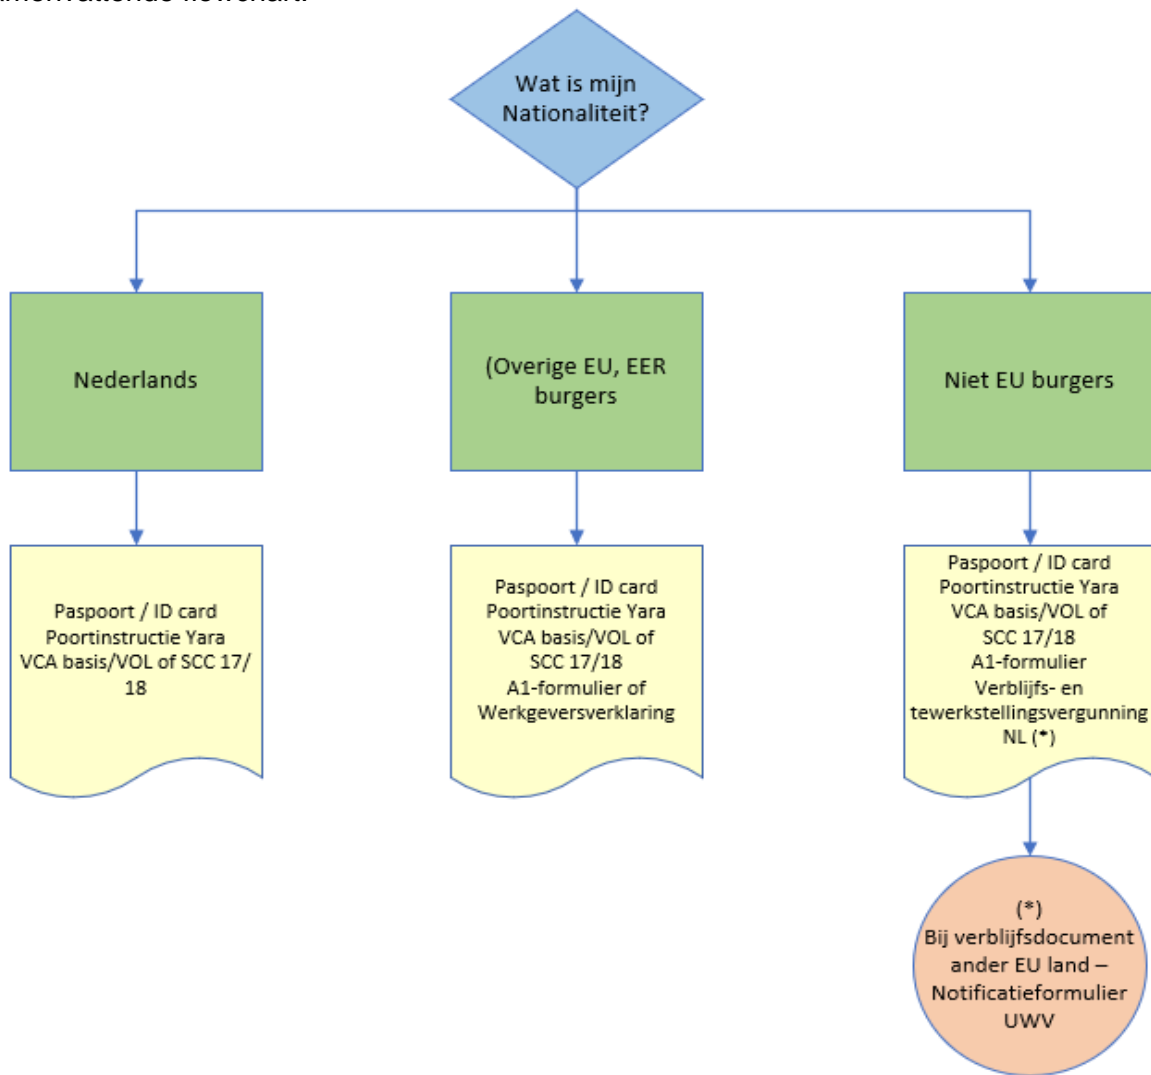 Wat is mijn
Nationaliteit?
Nederlands
(Overige EU, EER
burgers
Niet EU burgers
Paspoort / ID card
Poortinstructie Yara
VCA basis/VOL of SCC 17/
18
Paspoort / ID card
Poortinstructie Yara
VCA basis/VOL of
SCC 17/18
A1-formulier of
Werkgeversverklaring
Paspoort / ID card
Poortinstructie Yara
VCA basis/VOL of
SCC 17/18
A1-formulier
Verblijfs- en
tewerkstellingsvergunning
NL (*)
(*)
Bij verblijfsdocument
ander EU land –
Notificatieformulier
UWV